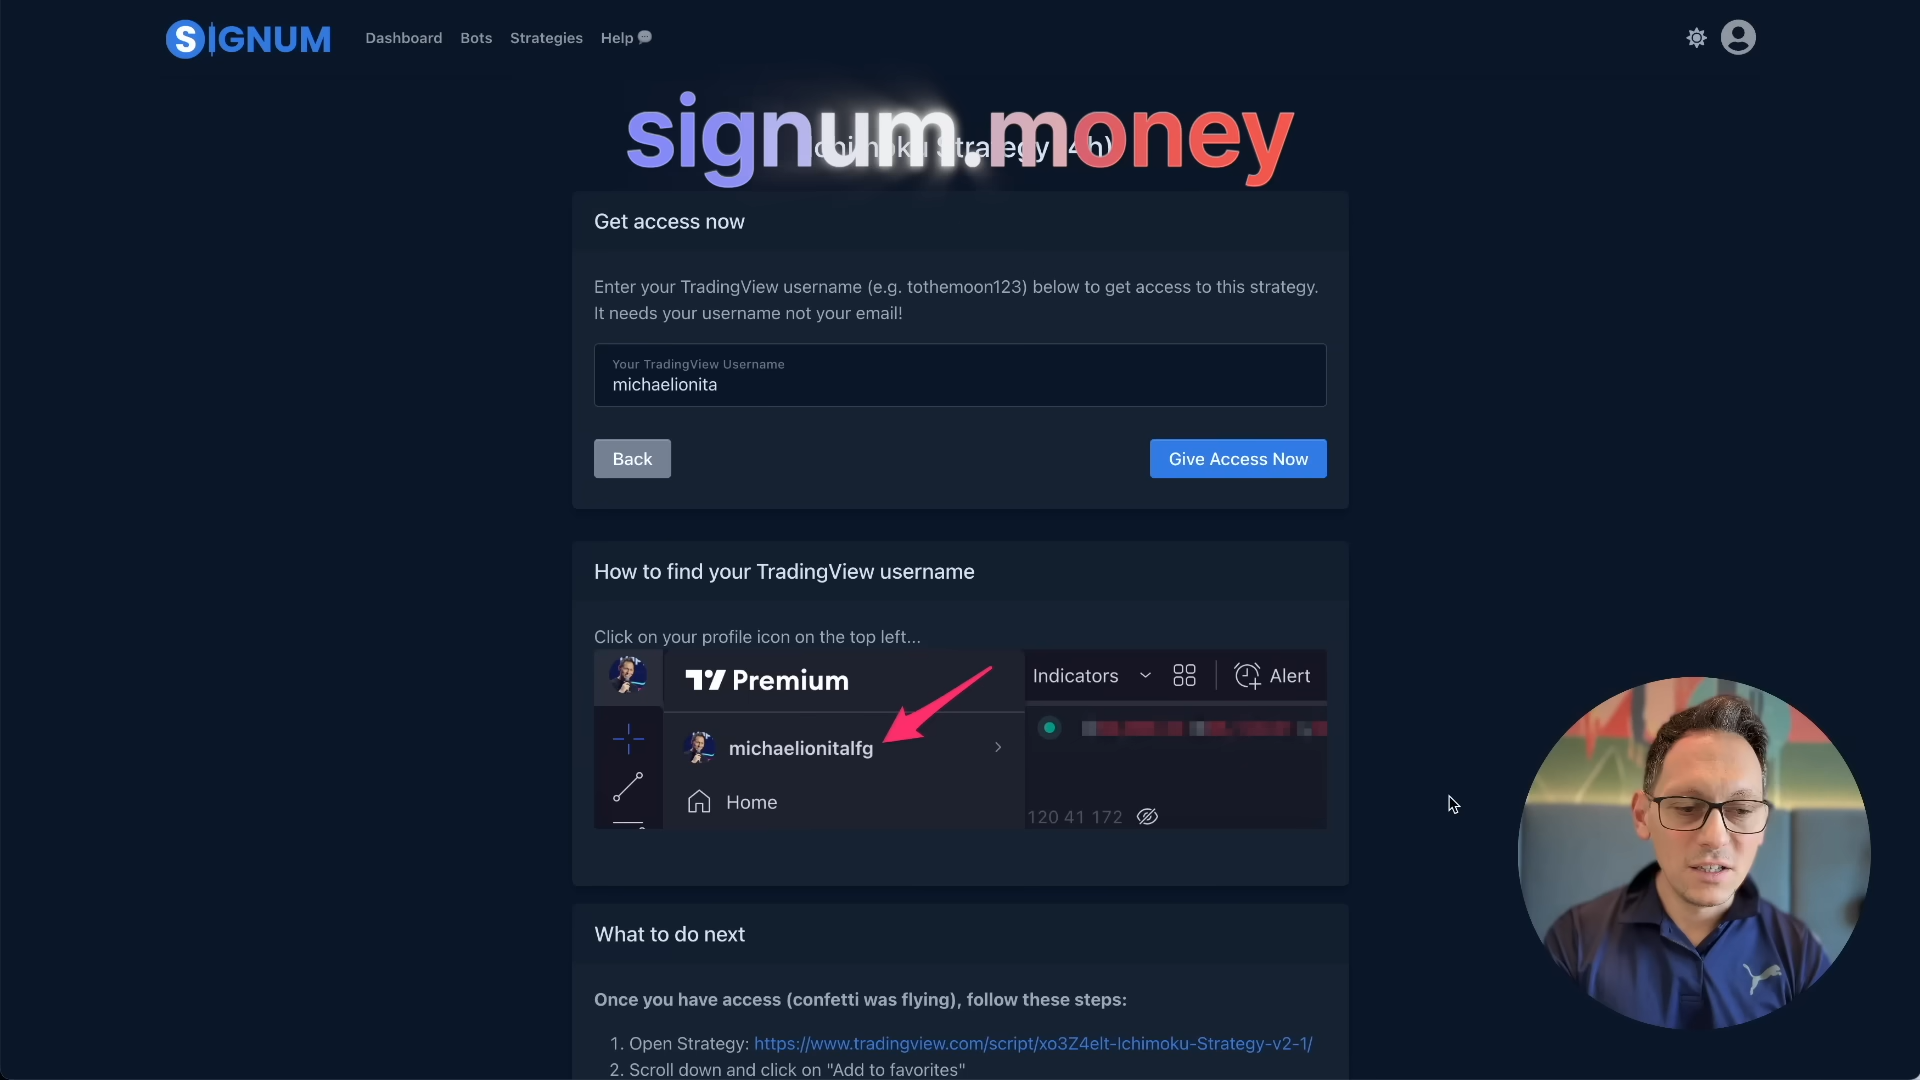 SIGNUM
Dashboard Bots Strategies Help
signum.money
Ichimoku Strategy (4h)
Get access now
Enter your TradingView username (e.g. tothemoon123) below to get access to this strategy.
It needs your username not your email!
Your TradingView Username
michaelionita
Back Give Access Now
How to find your TradingView username
Click on your profile icon on the top left...
Premium Indicators Alert
michaelionitalfg
Home
120 41 172
What to do next
Once you have access (confetti was flying), follow these steps:
1. Open Strategy: https://www.tradingview.com/script/xo3Z4elt-Ichimoku-Strategy-v2-1/
2. Scroll down and click on "Add to favorites"